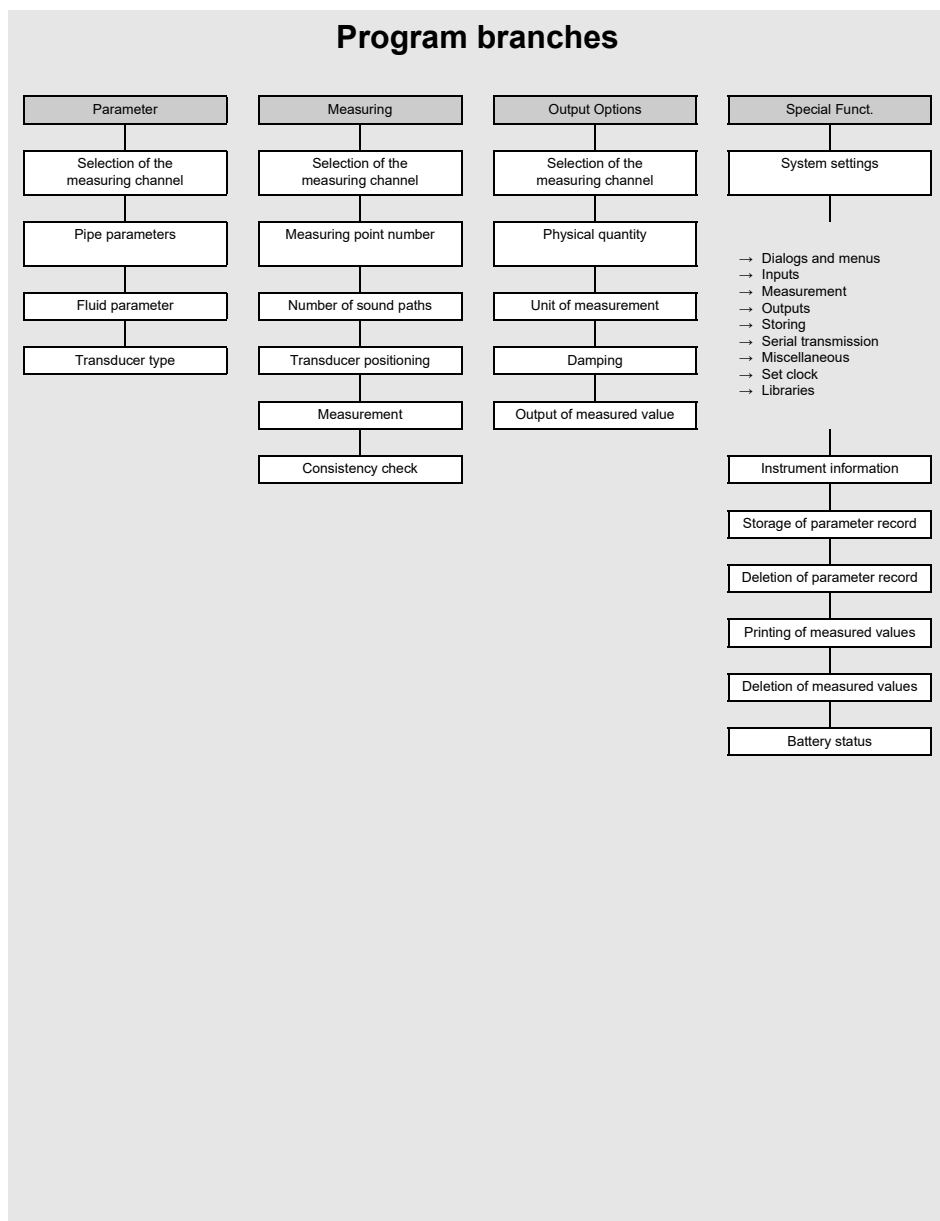 Program branches
Parameter
Selection of the
measuring channel
Pipe parameters
Fluid parameter
Transducer type
Measuring
Selection of the
measuring channel
Measuring point number
Number of sound paths
Transducer positioning
Measurement
Consistency check
Output Options
Selection of the
measuring channel
Physical quantity
Unit of measurement
Damping
Output of measured value
Special Funct.
System settings
→ Dialogs and menus
→ Inputs
→ Measurement
→ Outputs
→ Storing
→ Serial transmission
→ Miscellaneous
→ Set clock
→ Libraries
Instrument information
Storage of parameter record
Deletion of parameter record
Printing of measured values
Deletion of measured values
Battery status